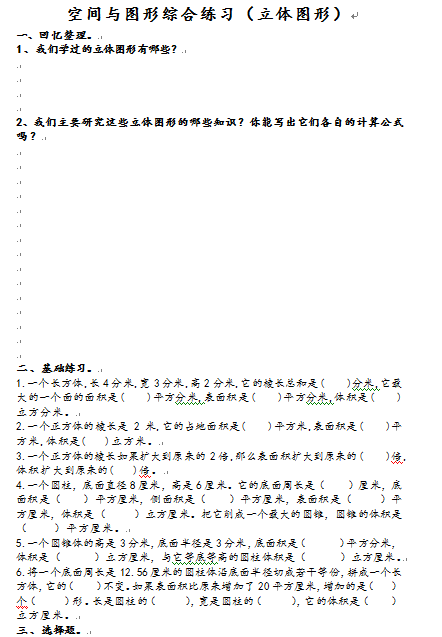 空间与图形综合练习（立体图形）
一、回忆整理。
1、我们学过的立体图形有哪些？
2、我们主要研究这些立体图形的哪些知识？你能写出它们各自的计算公式
吗？
二、基础练习。
1.一个长方体,长4分米,宽3分米,高2分米,它的棱长总和是(　)分米,它最
大的一个面的面积是(　)平方分米,表面积是(　)平方分米,体积是(　)
立方分米。
2.一个正方体的棱长是 2 米,它的占地面积是(　)平方米,表面积是(　)平
方米,体积是(　)立方米。
3.一个正方体的棱长如果扩大到原来的2倍,那么表面积扩大到原来的(　)倍,
体积扩大到原来的(　)倍。
4.一个圆柱，底面直径8厘米，高是6厘米。它的底面周长是（　）厘米，底
面积是（　）平方厘米，侧面积是（　）平方厘米，表面积是（　）平
方厘米，体积是（　）立方厘米。把它削成一个最大的圆锥，圆锥的体积是
（　）平方厘米。
5.一个圆锥体的高是3分米,底面半径是3分米,底面积是(　)平方分米,
体积是（　）立方厘米，与它等底等高的圆柱体积是（　）立方厘米。
6.将一个底面周长是12.56厘米的圆柱体沿底面半径切成若干等份，拼成一个长
方体,它的(　)不变。如果表面积比原来增加了20平方厘米,增加的是(　)
个(　)形。长是圆柱的(　),宽是圆柱的(　),它的体积是(　)
立方厘米。
三、选择题。